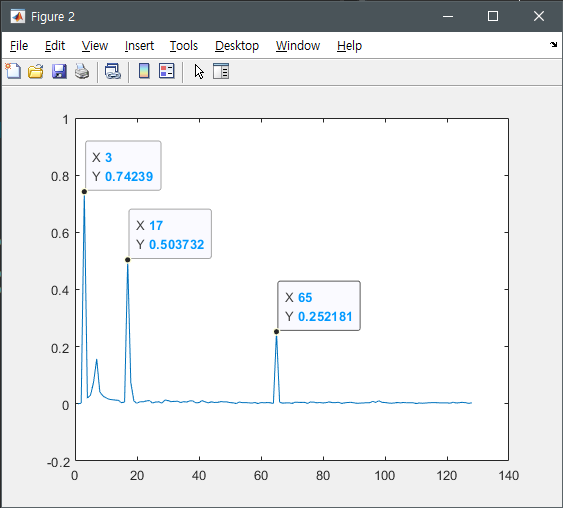 Figure 2
File Edit View Insert Tools Desktop Window Help
1
0.8
0.6
0.4
0.2
0
-0.2
X 3
Y 0.74239
X 17
Y 0.503732
X 65
Y 0.252181
0 20 40 60 80 100 120 140